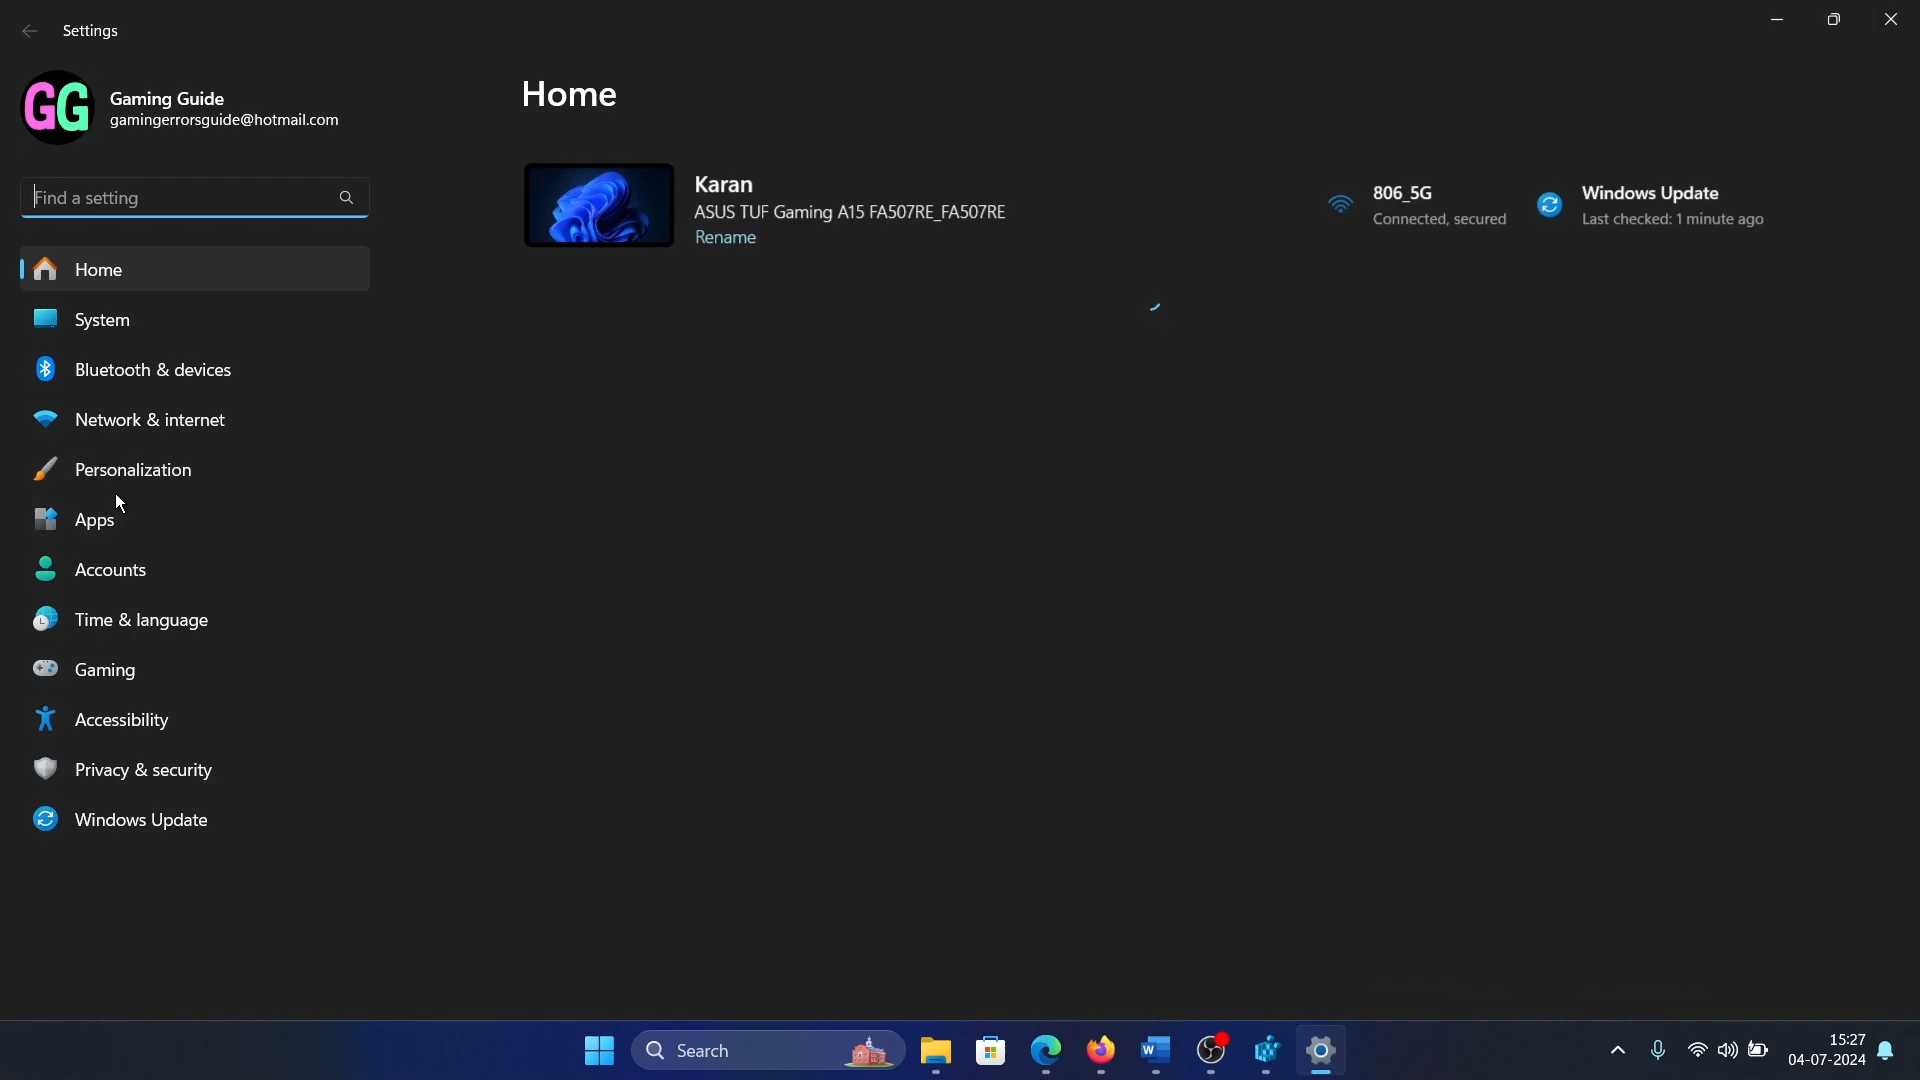 Settings
GG
Gaming Guide
gamingerrorsguide@hotmail.com
Find a setting
Home
System
Bluetooth & devices
Network & internet
Personalization
Apps
Accounts
Time & language
Gaming
Accessibility
Privacy & security
Windows Update
Home
Karan
ASUS TUF Gaming A15 FA507RE_FA507RE
Rename
806_5G
Connected, secured
Windows Update
Last checked: 1 minute ago
Search
W
15:27
04-07-2024